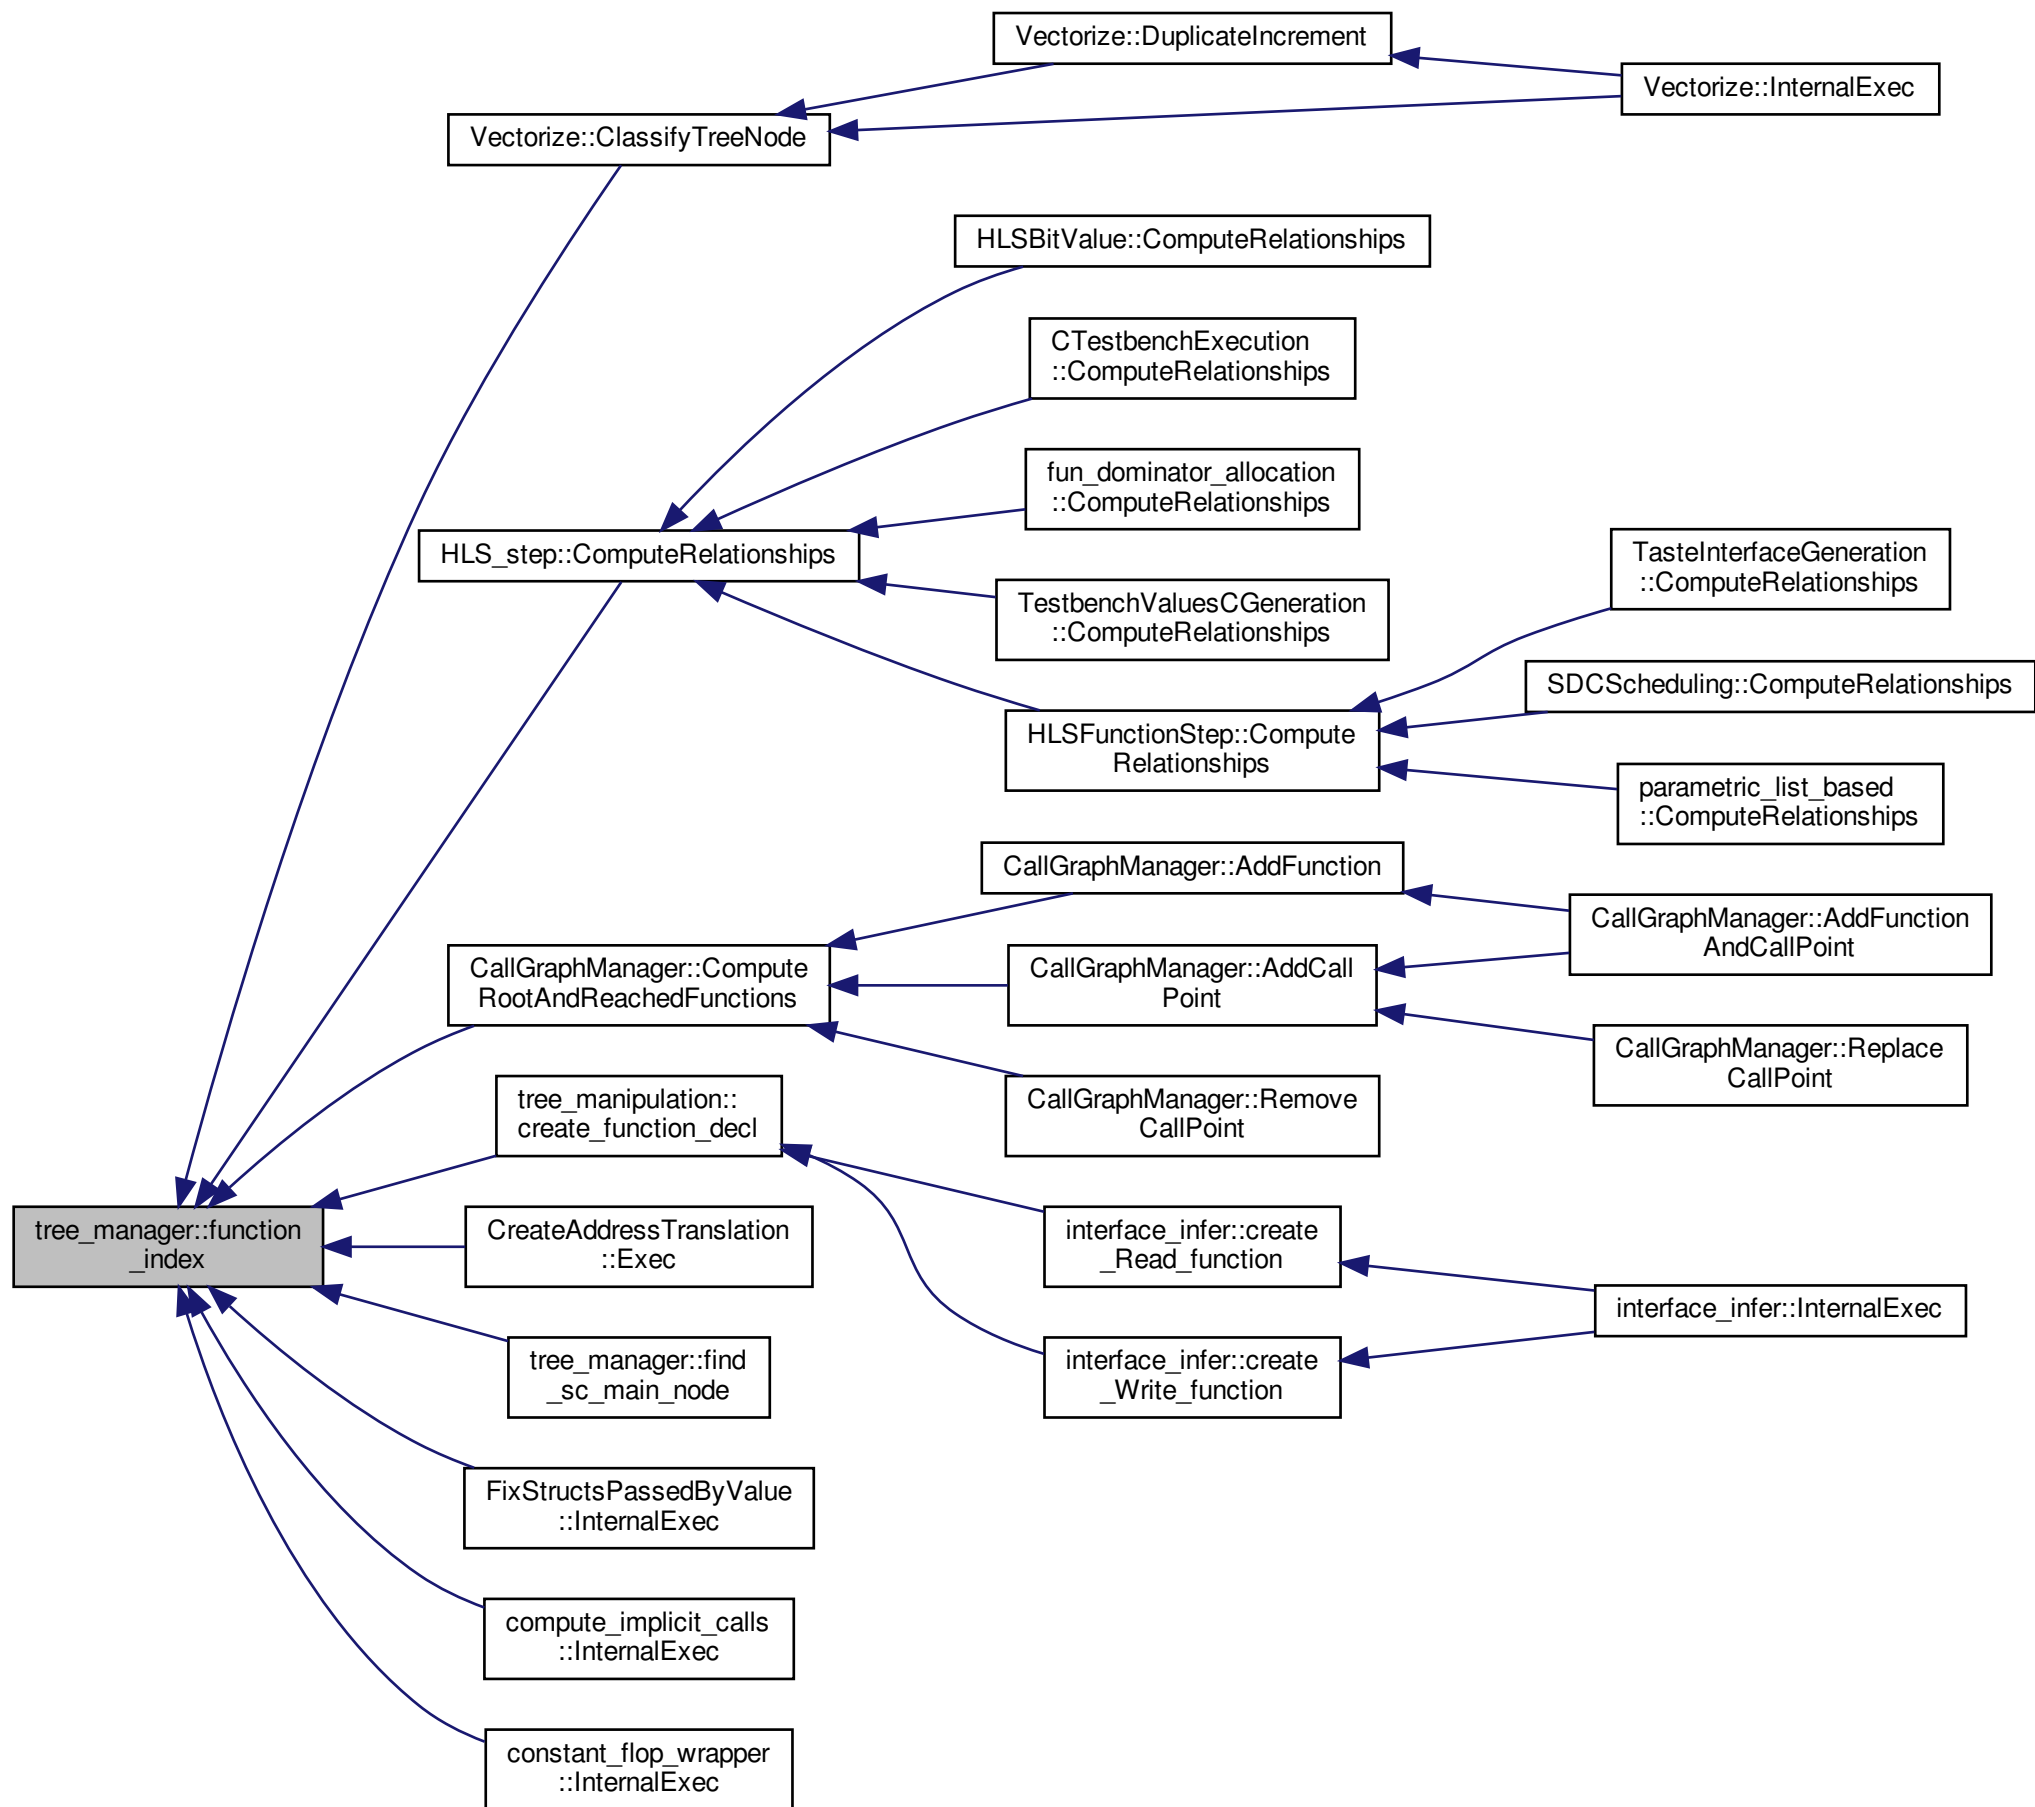 Vectorize::DuplicateIncrement
Vectorize::InternalExec
Vectorize::ClassifyTreeNode
HLSBitValue::ComputeRelationships
CTestbenchExecution
::ComputeRelationships
fun_dominator_allocation
::ComputeRelationships
HLS_step::ComputeRelationships
TestbenchValuesCGeneration
::ComputeRelationships
TasteInterfaceGeneration
::ComputeRelationships
SDCScheduling::ComputeRelationships
HLSFunctionStep::Compute
Relationships
parametric_list_based
::ComputeRelationships
CallGraphManager::AddFunction
CallGraphManager::AddFunction
AndCallPoint
CallGraphManager::Compute
RootAndReachedFunctions
CallGraphManager::AddCall
Point
CallGraphManager::Replace
CallPoint
CallGraphManager::Remove
CallPoint
tree_manipulation::
create_function_decl
tree_manager::function
_index
CreateAddressTranslation
::Exec
interface_infer::create
_Read_function
interface_infer::InternalExec
tree_manager::find
_sc_main_node
interface_infer::create
_Write_function
FixStructsPassedByValue
::InternalExec
compute_implicit_calls
::InternalExec
constant_flop_wrapper
::InternalExec